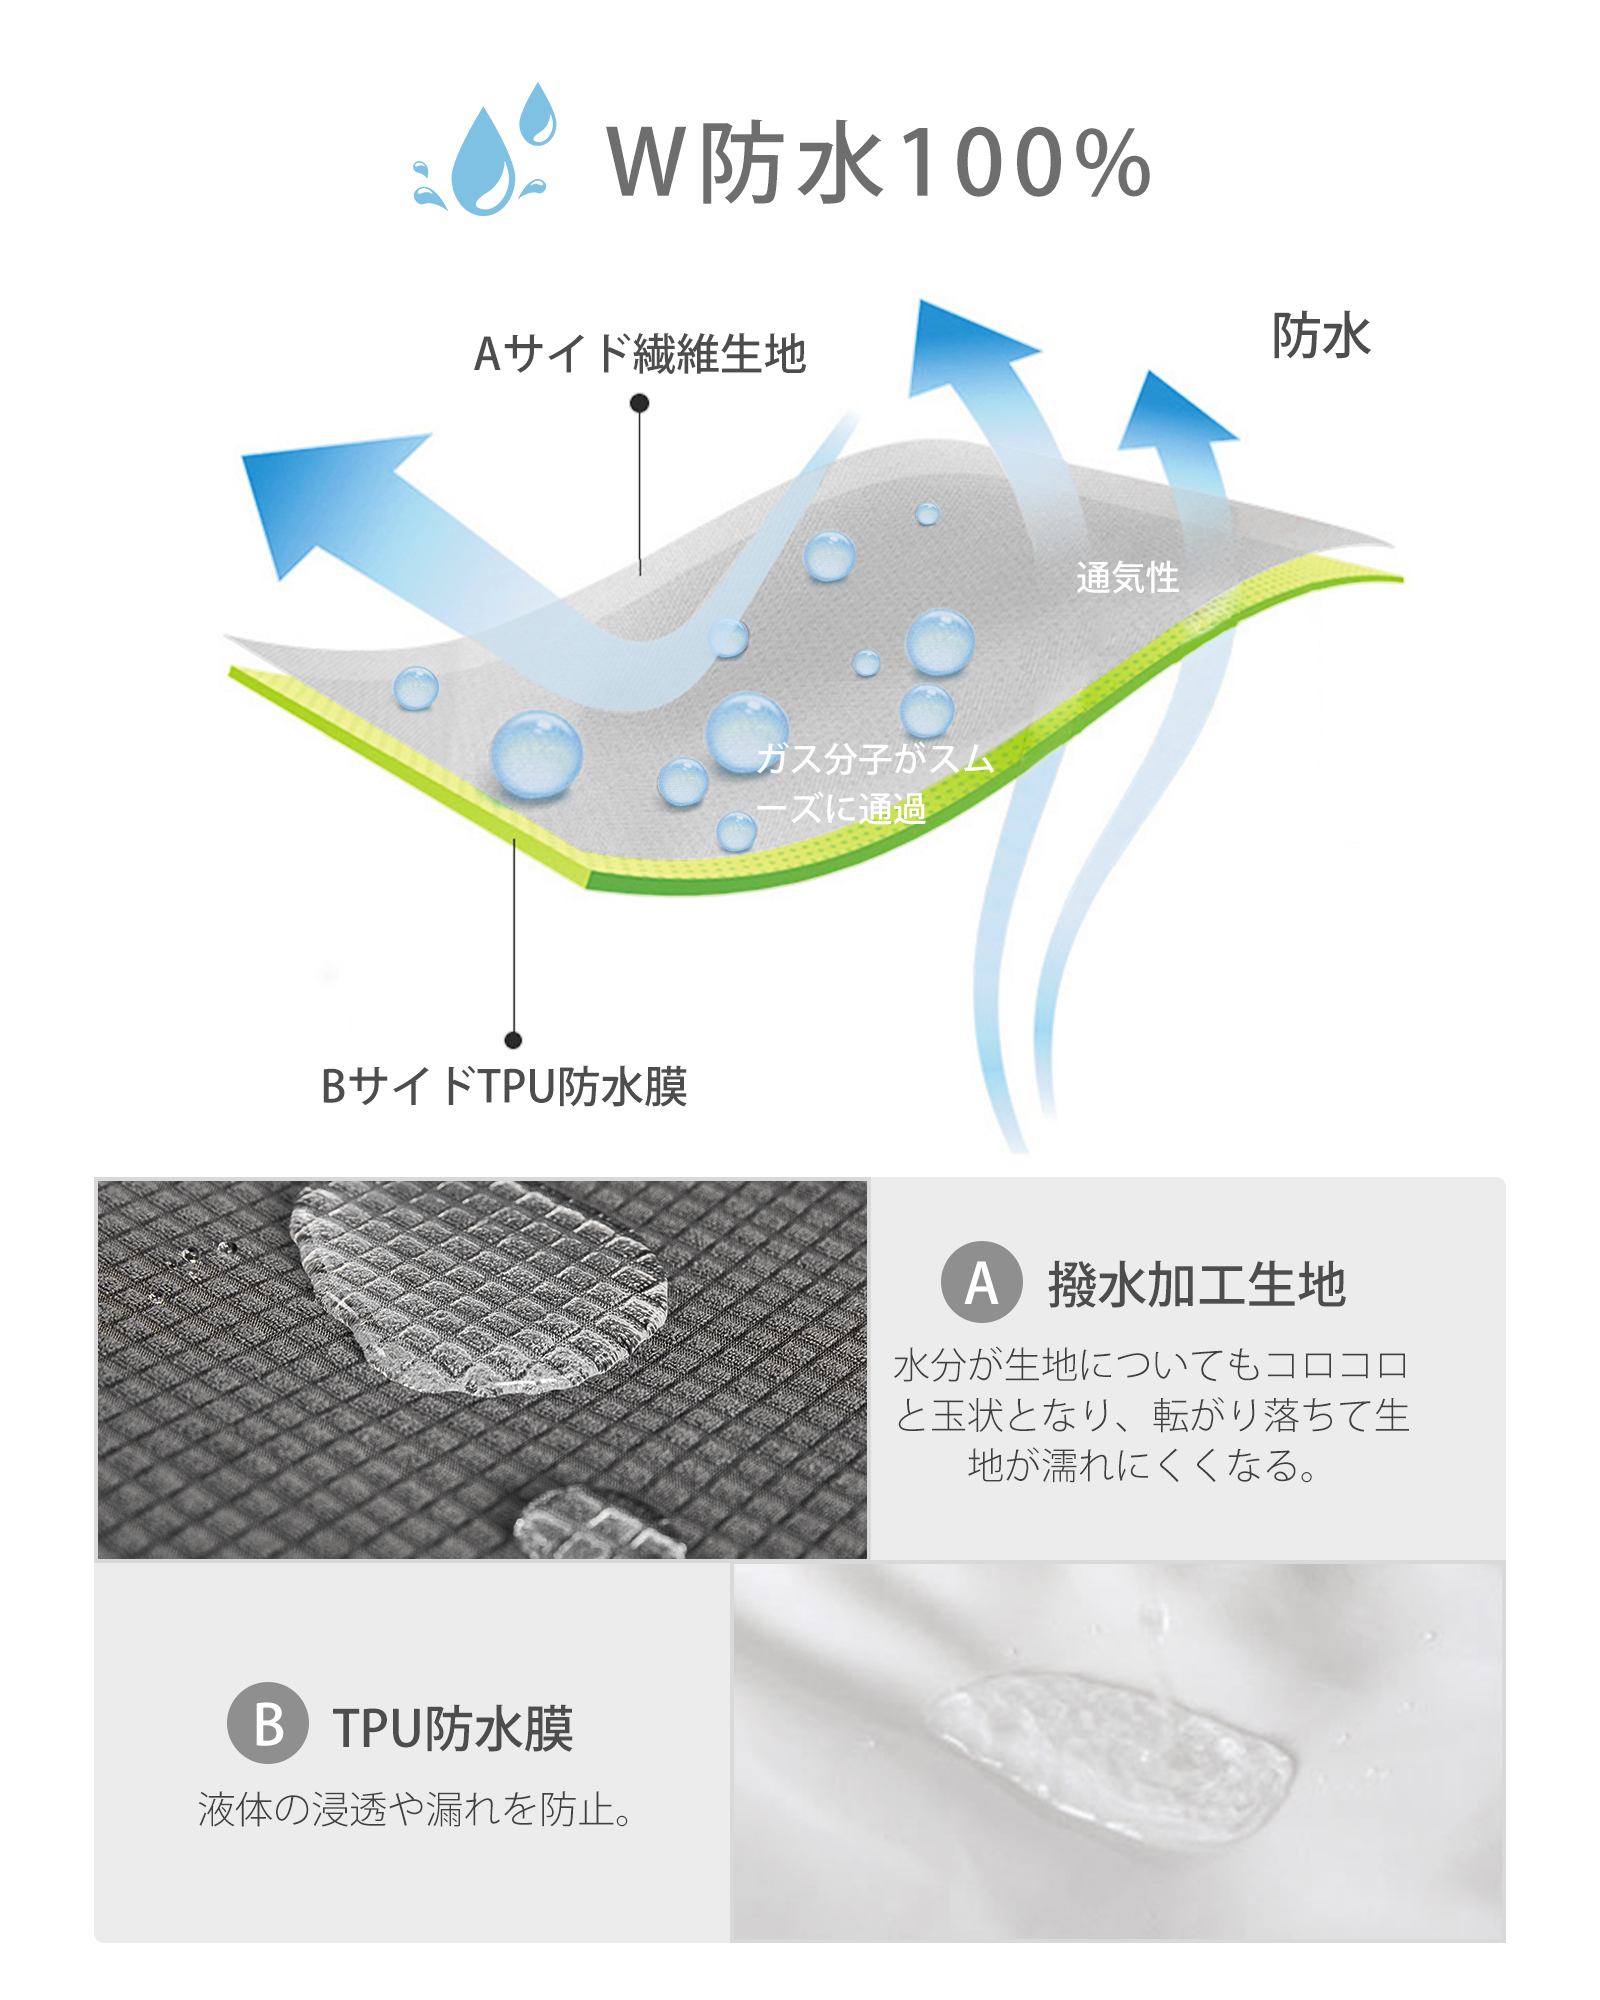 W防水100%
Aサイド繊維生地
防水
通気性
ガス分子がスム
ーズに通過
BサイドTPU防水膜
A 撥水加工生地
水分が生地についてもコロコロ
と玉状となり、転がり落ちて生
地が濡れにくくなる。
B TPU防水膜
液体の浸透や漏れを防止。